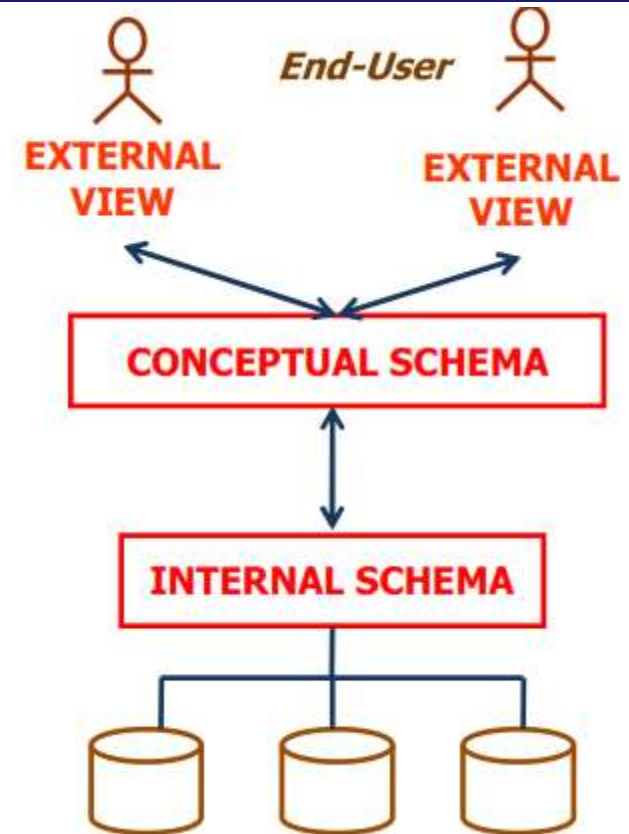 End-User
EXTERNAL
VIEW
EXTERNAL
VIEW
CONCEPTUAL SCHEMA
INTERNAL SCHEMA